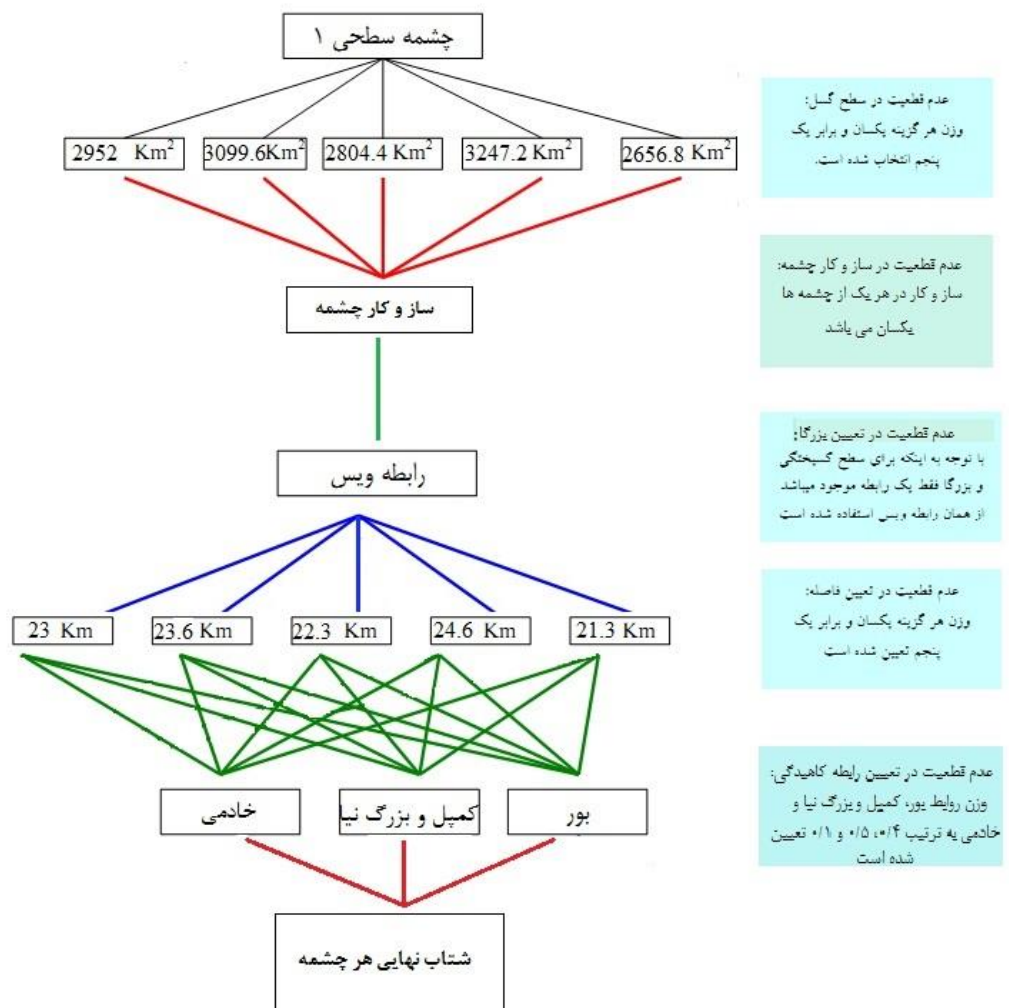 چشمه سطحی ۱
2952 Km²
3099.6Km²
2804.4 Km²
3247.2 Km²
2656.8 Km²
عدم قطعیت در سطح گسل:
وزن هر گزینه یکسان و برابر یک
پنجم انتخاب شده است.
ساز و کار چشمه
عدم قطعیت در ساز و کار چشمه:
ساز و کار در هر یک از چشمه ها
یکسان می باشد
رابطه ویس
عدم قطعیت در تعیین بزرگا:
با توجه به اینکه برای سطح گسیختگی
و بزرگا فقط یک رابطه موجود میباشد
از همان رابطه ویس استفاده شده است
23 Km
23.6 Km
22.3 Km
24.6 Km
21.3 Km
عدم قطعیت در تعیین فاصله:
وزن هر گزینه یکسان و برابر یک
پنجم تعیین شده است
خادمی
کمپل و بزرگ نیا
بور
عدم قطعیت در تعیین رابطه کاهیدگی:
وزن روابط بور، کمپل و بزرگ نیا و
خادمی به ترتیب ۰/۴، ۰/۵ و ۰/۱ تعیین
شده است
شتاب نهایی هر چشمه